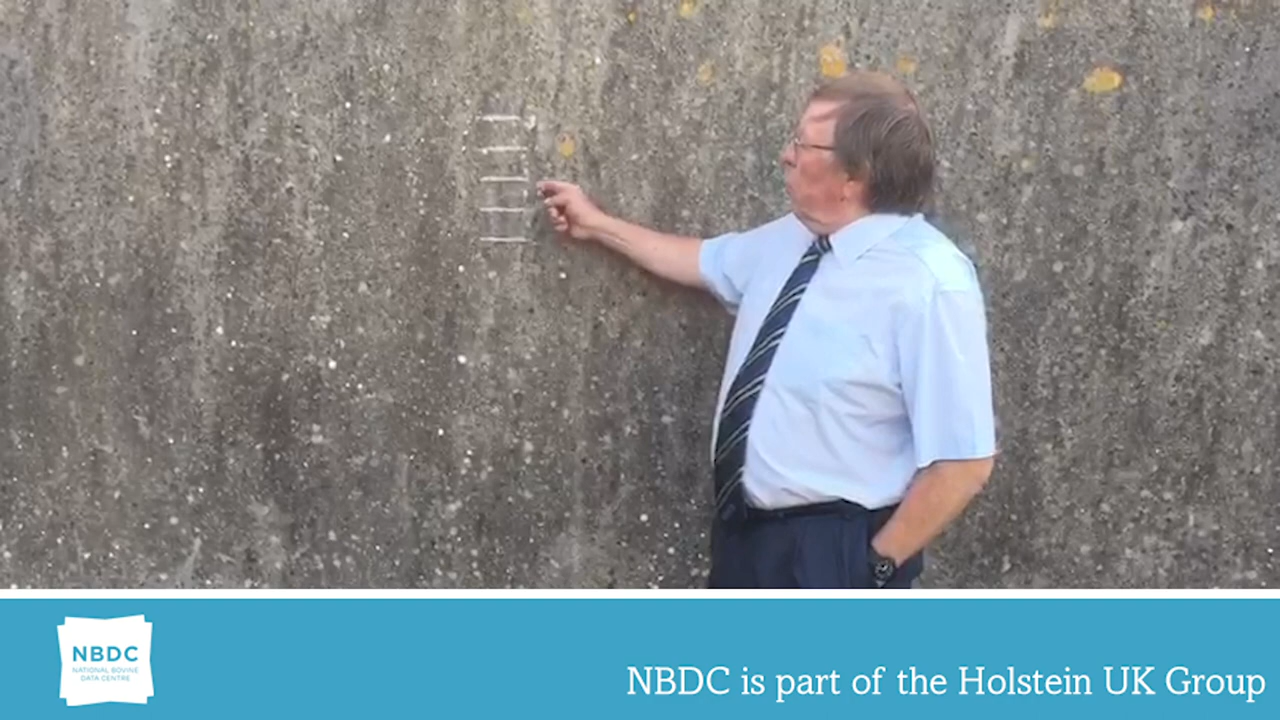 NBDC
NATIONAL BOVINE
DATA CENTRE
NBDC is part of the Holstein UK Group